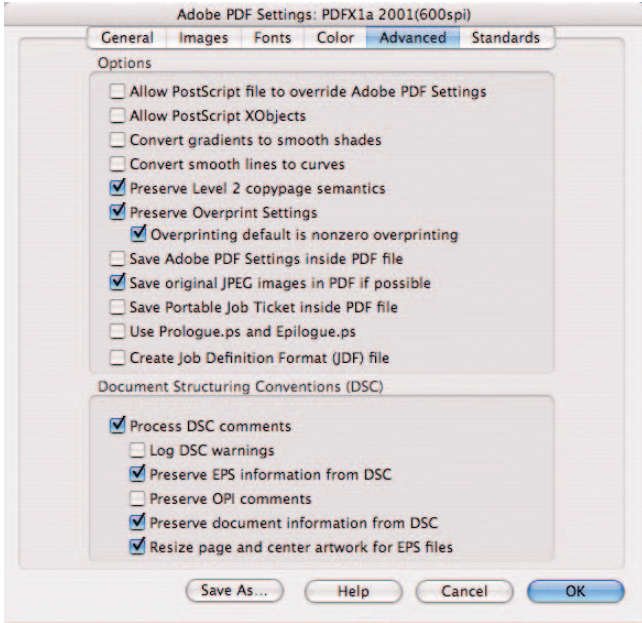 Adobe PDF Settings: PDFX1a 2001(600spi)
General Images Fonts Color Advanced Standards
Options
Allow PostScript file to override Adobe PDF Settings
Allow PostScript XObjects
Convert gradients to smooth shades
Convert smooth lines to curves
Preserve Level 2 copypage semantics
Preserve Overprint Settings
Overprinting default is nonzero overprinting
Save Adobe PDF Settings inside PDF file
Save original JPEG images in PDF if possible
Save Portable Job Ticket inside PDF file
Use Prologue.ps and Epilogue.ps
Create Job Definition Format (JDF) file
Document Structuring Conventions (DSC)
Process DSC comments
Log DSC warnings
Preserve EPS information from DSC
Preserve OPI comments
Preserve document information from DSC
Resize page and center artwork for EPS files
Save As... Help Cancel OK